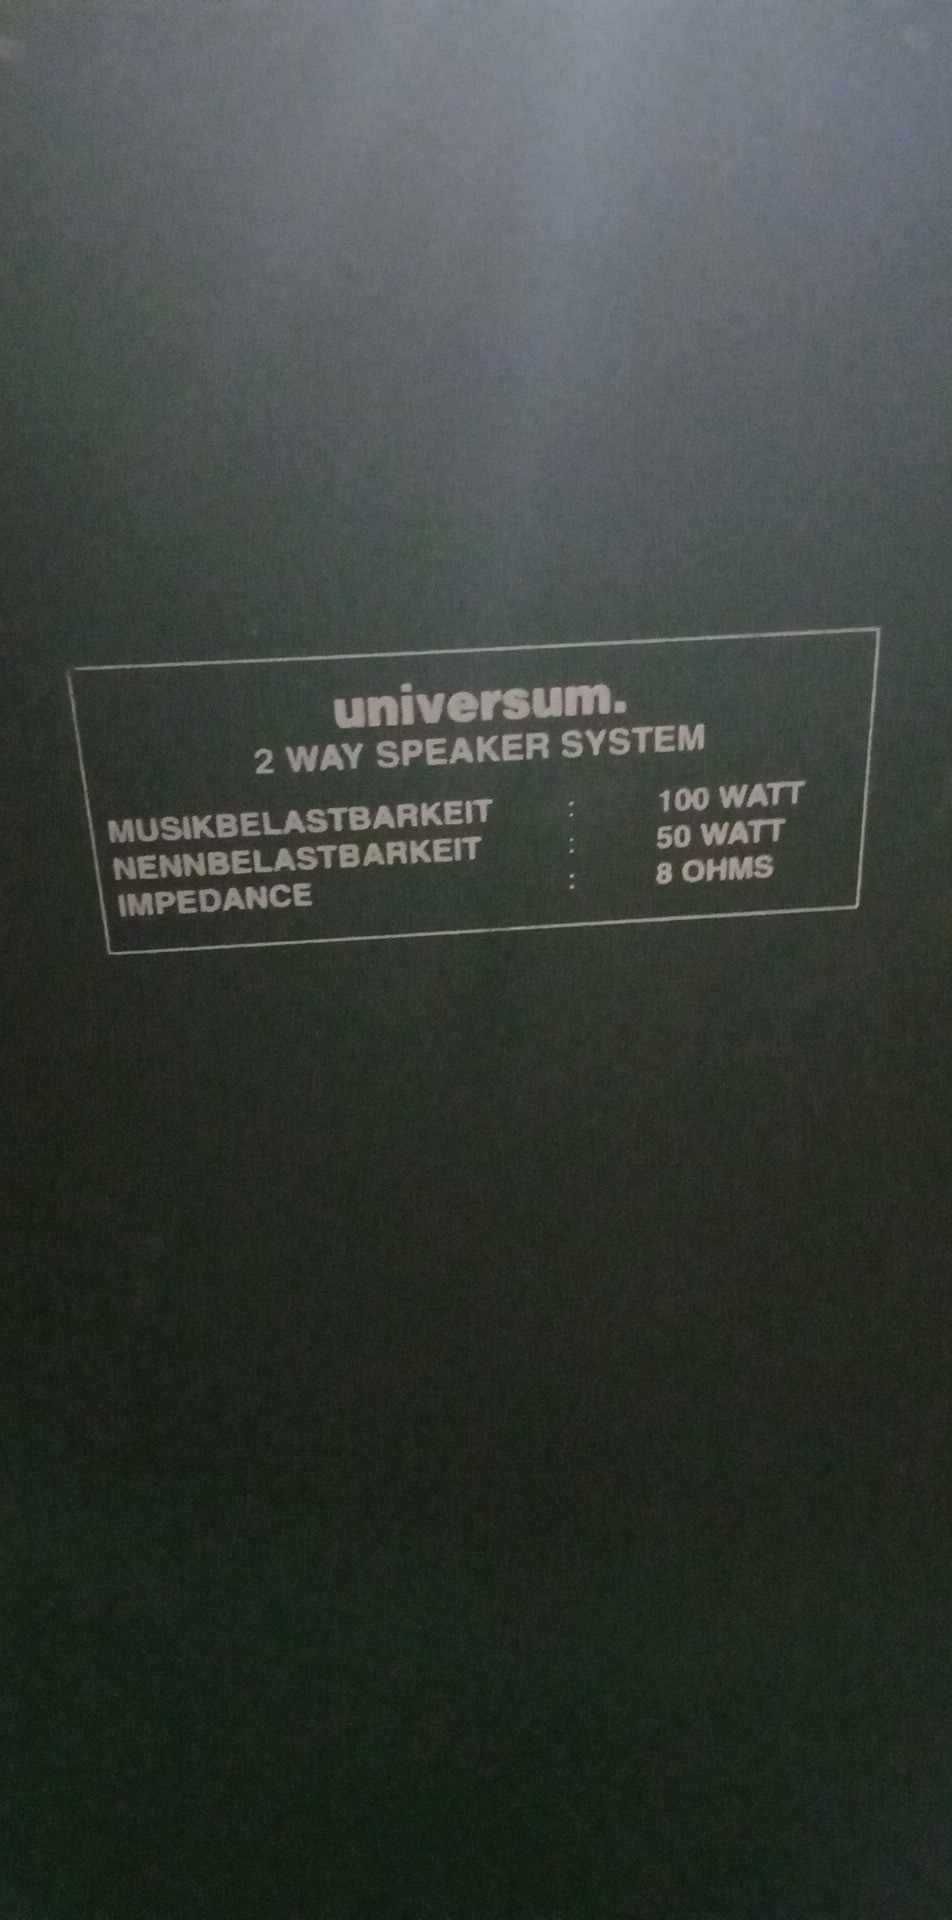 universum.
2 WAY SPEAKER SYSTEM
MUSIKBELASTBARKEIT : 100 WATT
NENNBELASTBARKEIT : 50 WATT
IMPEDANCE : 8 OHMS